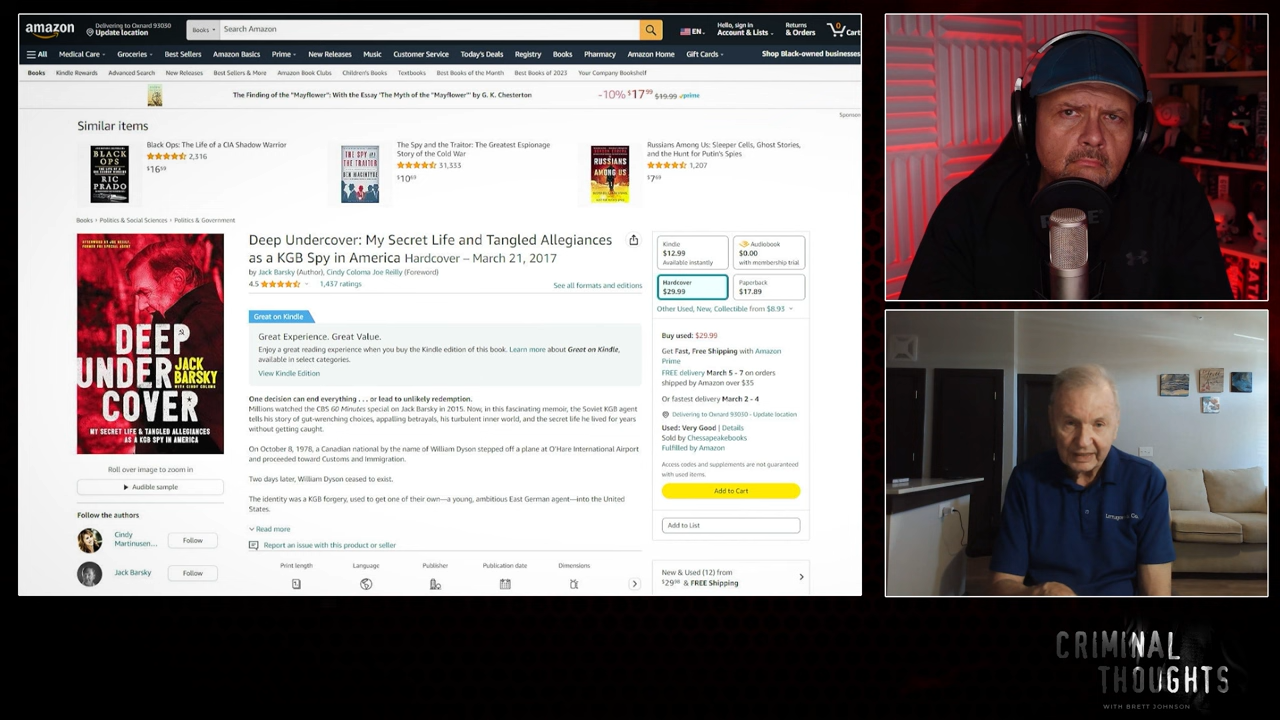 amazon
Delivering to Oxnard 93030
Update location
Books
Search Amazon
EN
Hello, sign in
Account & Lists
Returns
& Orders
0
Cart
All
Medical Care
Groceries
Best Sellers
Amazon Basics
Prime
New Releases
Music
Customer Service
Today's Deals
Registry
Books
Pharmacy
Amazon Home
Gift Cards
Shop Black-owned businesses
Books
Kindle Rewards
Advanced Search
New Releases
Best Sellers & More
Amazon Book Clubs
Children's Books
Textbooks
Best Books of the Month
Best Books of 2023
Your Company Bookshelf
The Finding of the "Mayflower": With the Essay 'The Myth of the "Mayflower" by G. K. Chesterton
-10% $17⁹⁹ $19.99 prime
Sponsor
Similar items
BLACK OPS
RIC PRADO
Black Ops: The Life of a CIA Shadow Warrior
2,316
THE SPY
AND THE
TRAITOR
BEN MACINTYRE
The Spy and the Traitor: The Greatest Espionage
Story of the Cold War
31,333
RUSSIANS
AMONG
US
Russians Among Us: Sleeper Cells, Ghost Stories,
and the Hunt for Putin's Spies
1,207
Books › Politics & Social Sciences › Politics & Government
DEEP
UNDER
COVER
JACK
BARSKY
MY SECRET LIFE & TANGLED ALLEGIANCES
AS A KGB SPY IN AMERICA
Roll over image to zoom in
Audible sample
Follow the authors
Cindy
Martinusen...
Follow
Jack Barsky
Follow
Deep Undercover: My Secret Life and Tangled Allegiances
as a KGB Spy in America Hardcover – March 21, 2017
by Jack Barsky (Author), Cindy Coloma Joe Reilly (Foreword)
4.5
1,437 ratings
See all formats and editions
Great on Kindle
Great Experience. Great Value.
Enjoy a great reading experience when you buy the Kindle edition of this book. Learn more about Great on Kindle,
available in select categories.
View Kindle Edition
One decision can end everything . . . or lead to unlikely redemption.
Millions watched the CBS 60 Minutes special on Jack Barsky in 2015. Now, in this fascinating memoir, the Soviet KGB agent
tells his story of gut-wrenching choices, appalling betrayals, his turbulent inner world, and the secret life he lived for years
without getting caught.
On October 8, 1978, a Canadian national by the name of William Dyson stepped off a plane at O'Hare International Airport
and proceeded toward Customs and Immigration.
Two days later, William Dyson ceased to exist.
The identity was a KGB forgery, used to get one of their own—a young, ambitious East German agent—into the United
States.
Read more
Report an issue with this product or seller
Print length
Language
Publisher
Publication date
Dimensions
Kindle
$12.99
Available instantly
Audiobook
$0.00
with membership trial
Hardcover
$29.99
Paperback
$17.89
Other Used, New, Collectible from $8.93
Buy used: $29.99
Get Fast, Free Shipping with Amazon
Prime
FREE delivery March 5 - 7 on orders
shipped by Amazon over $35
Or fastest delivery March 2 - 4
Delivering to Oxnard 93030 - Update location
Used: Very Good | Details
Sold by Chessapeakebooks
Fulfilled by Amazon
Access codes and supplements are not guaranteed
with used items.
Add to Cart
Add to List
New & Used (12) from
& FREE Shipping
CRIMINAL
THOUGHTS
WITH BRETT JOHNSON